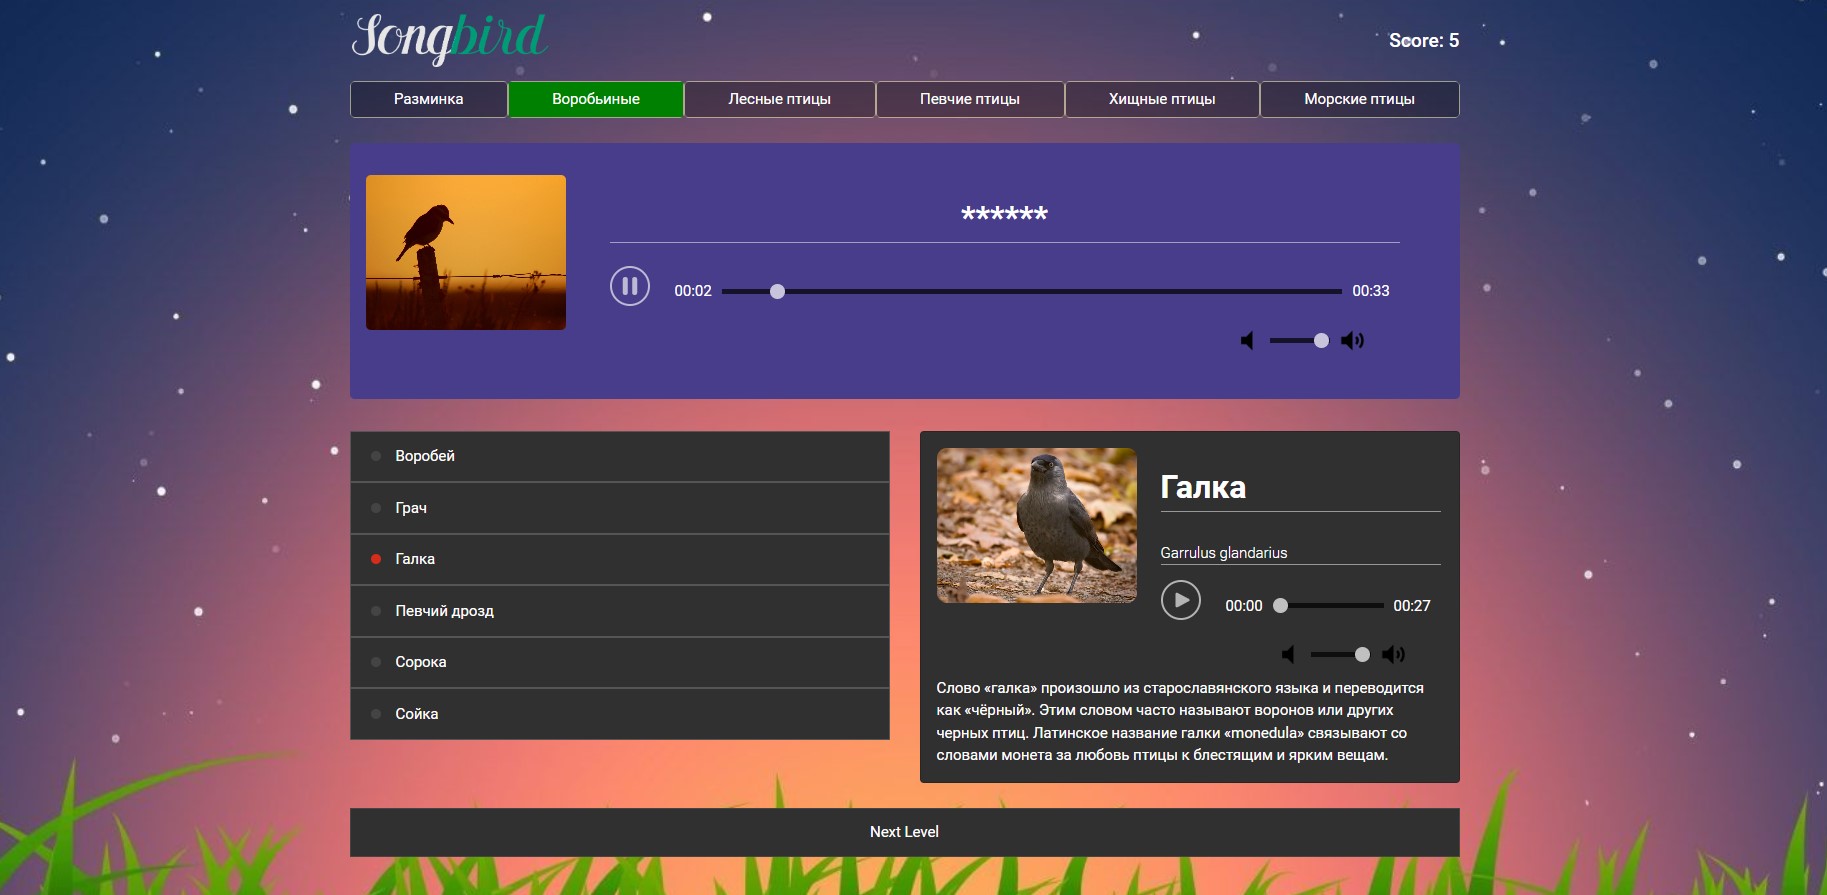 Songbird
Score: 5
Разминка
Воробьиные
Лесные птицы
Певчие птицы
Хищные птицы
Морские птицы
******
00:02
00:33
Воробей
Грач
Галка
Певчий дрозд
Сорока
Сойка
Галка
Garrulus glandarius
00:00
00:27
Слово «галка» произошло из старославянского языка и переводится
как «чёрный». Этим словом часто называют воронов или других
черных птиц. Латинское название галки «monedula» связывают со
словами монета за любовь птицы к блестящим и ярким вещам.
Next Level